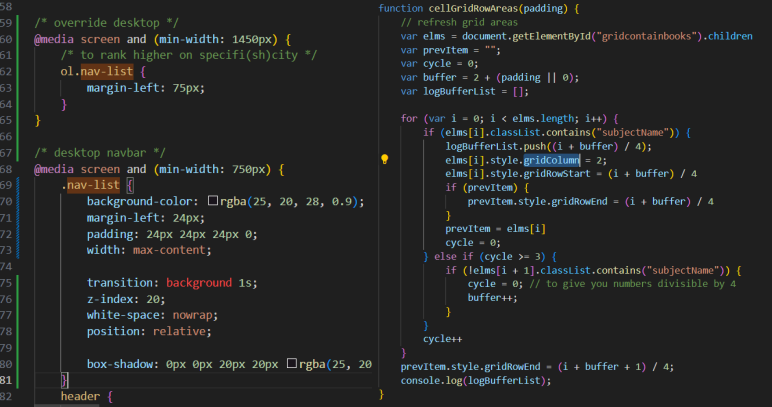 58
59 /* override desktop */
60 @media screen and (min-width: 1450px) {
61 /* to rank higher on specifi(sh)city */
62 ol.nav-list {
63 margin-left: 75px;
64 }
65 }
66
67 /* desktop navbar */
68 @media screen and (min-width: 750px) {
69 .nav-list {
70 background-color: rgba(25, 20, 28, 0.9);
71 margin-left: 24px;
72 padding: 24px 24px 24px 0;
73 width: max-content;
74
75 transition: background 1s;
76 z-index: 20;
77 white-space: nowrap;
78 position: relative;
79
80 box-shadow: 0px 0px 20px 20px rgba(25, 20
81 }
82 header {
function cellGridRowAreas(padding) {
// refresh grid areas
var elms = document.getElementById("gridcontainbooks").children
var prevItem = "";
var cycle = 0;
var buffer = 2 + (padding || 0);
var logBufferList = [];
for (var i = 0; i < elms.length; i++) {
if (elms[i].classList.contains("subjectName")) {
logBufferList.push((i + buffer) / 4);
elms[i].style.gridColumn = 2;
elms[i].style.gridRowStart = (i + buffer) / 4
if (prevItem) {
prevItem.style.gridRowEnd = (i + buffer) / 4
}
prevItem = elms[i]
cycle = 0;
} else if (cycle >= 3) {
if (!elms[i + 1].classList.contains("subjectName")) {
cycle = 0; // to give you numbers divisible by 4
buffer++;
}
}
cycle++
}
prevItem.style.gridRowEnd = (i + buffer + 1) / 4;
console.log(logBufferList);
}